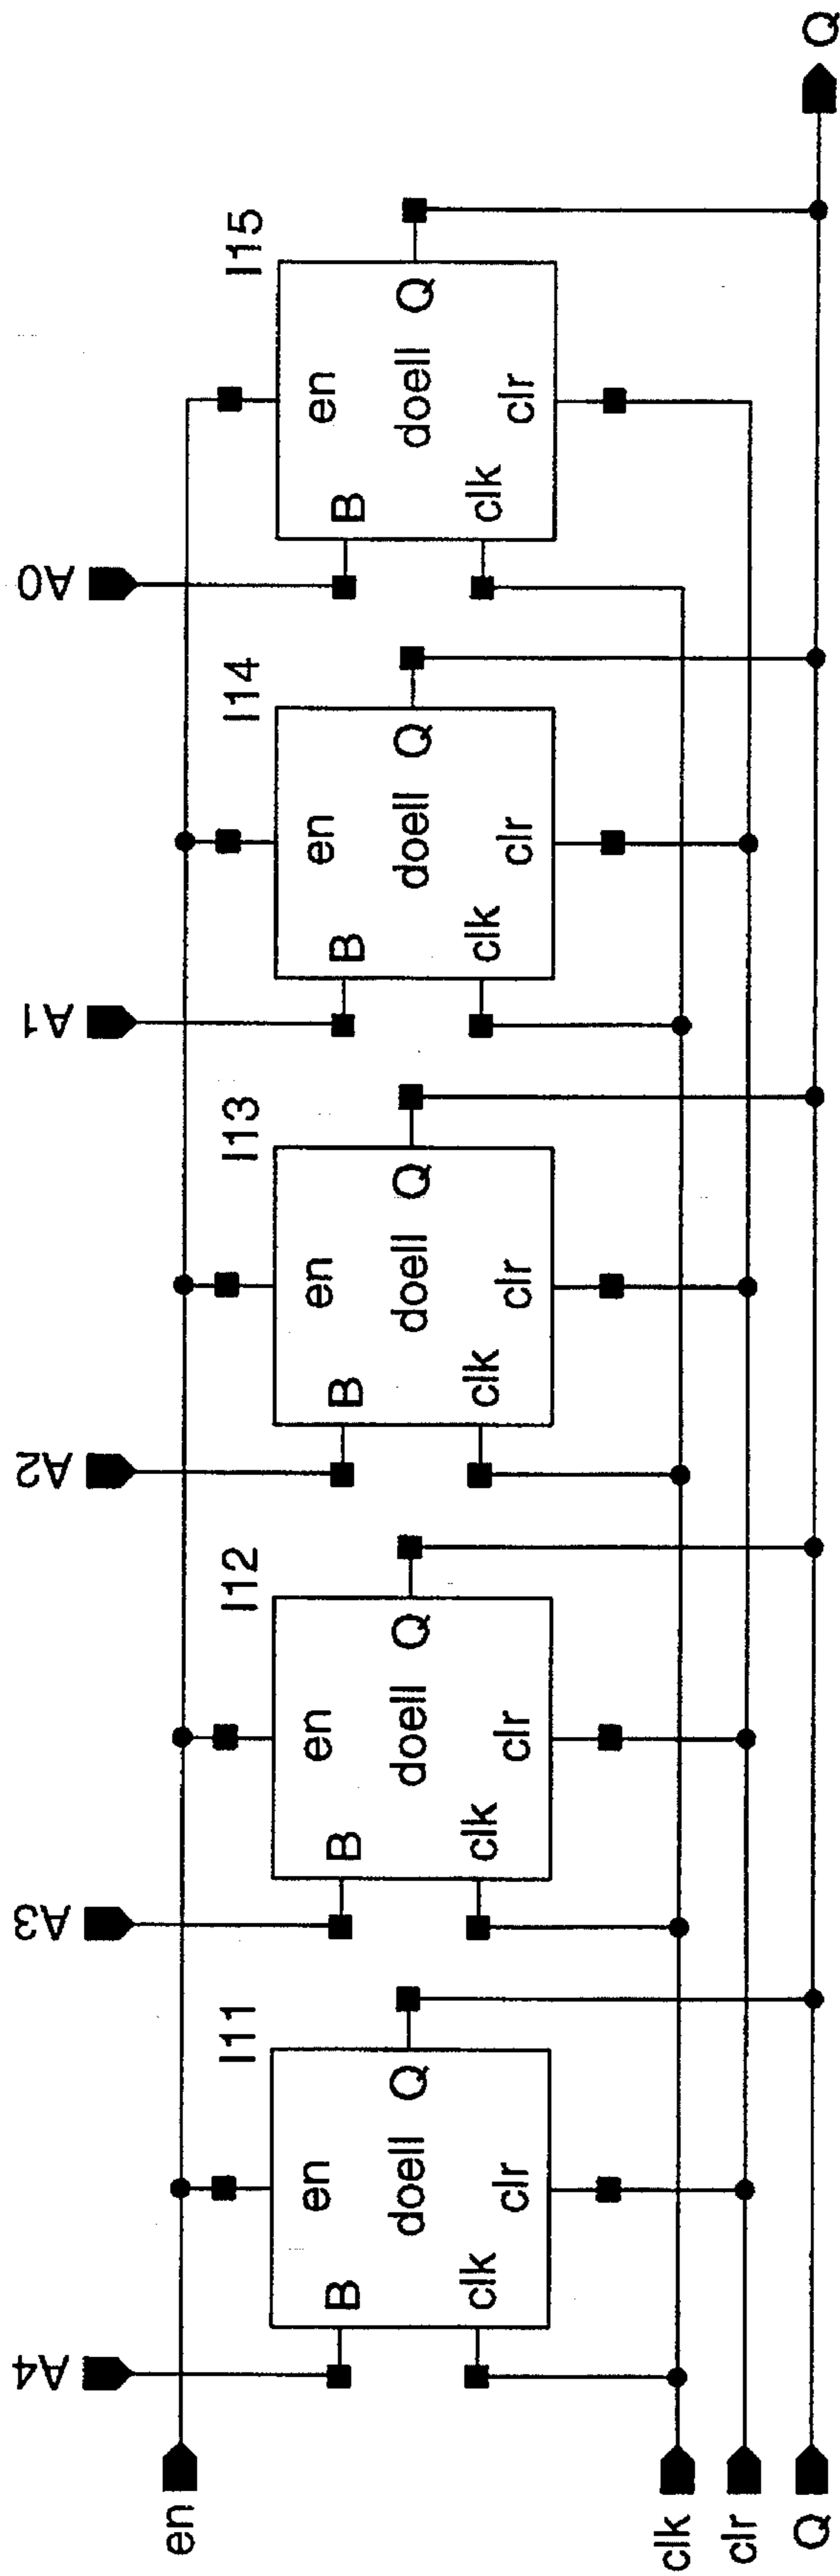 A4 A3 A2 A1 A0
en
I11 I12 I13 I14 I15
en en en en en
B B B B B
doell Q doell Q doell Q doell Q doell Q
clk clk clk clk clk
clr clr clr clr clr
clk
clr
Q Q